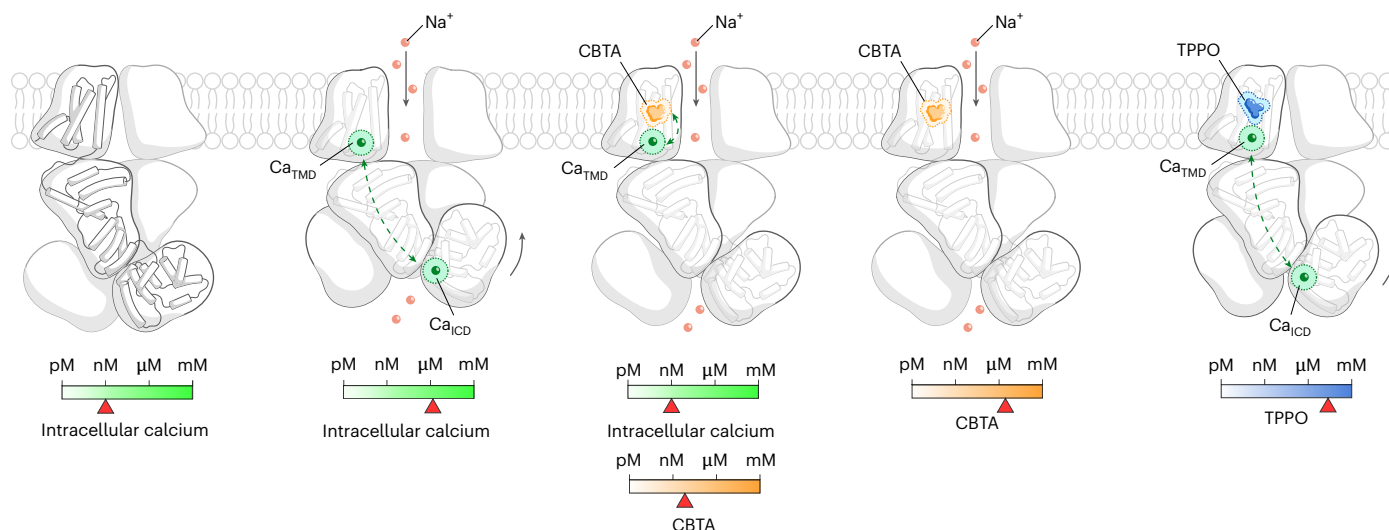 Na⁺
Ca_TMD
Ca_ICD
pM nM μM mM
Intracellular calcium
pM nM μM mM
Intracellular calcium
Na⁺
CBTA
Ca_TMD
pM nM μM mM
Intracellular calcium
pM nM μM mM
CBTA
Na⁺
CBTA
pM nM μM mM
CBTA
TPPO
Ca_TMD
Ca_ICD
pM nM μM mM
TPPO